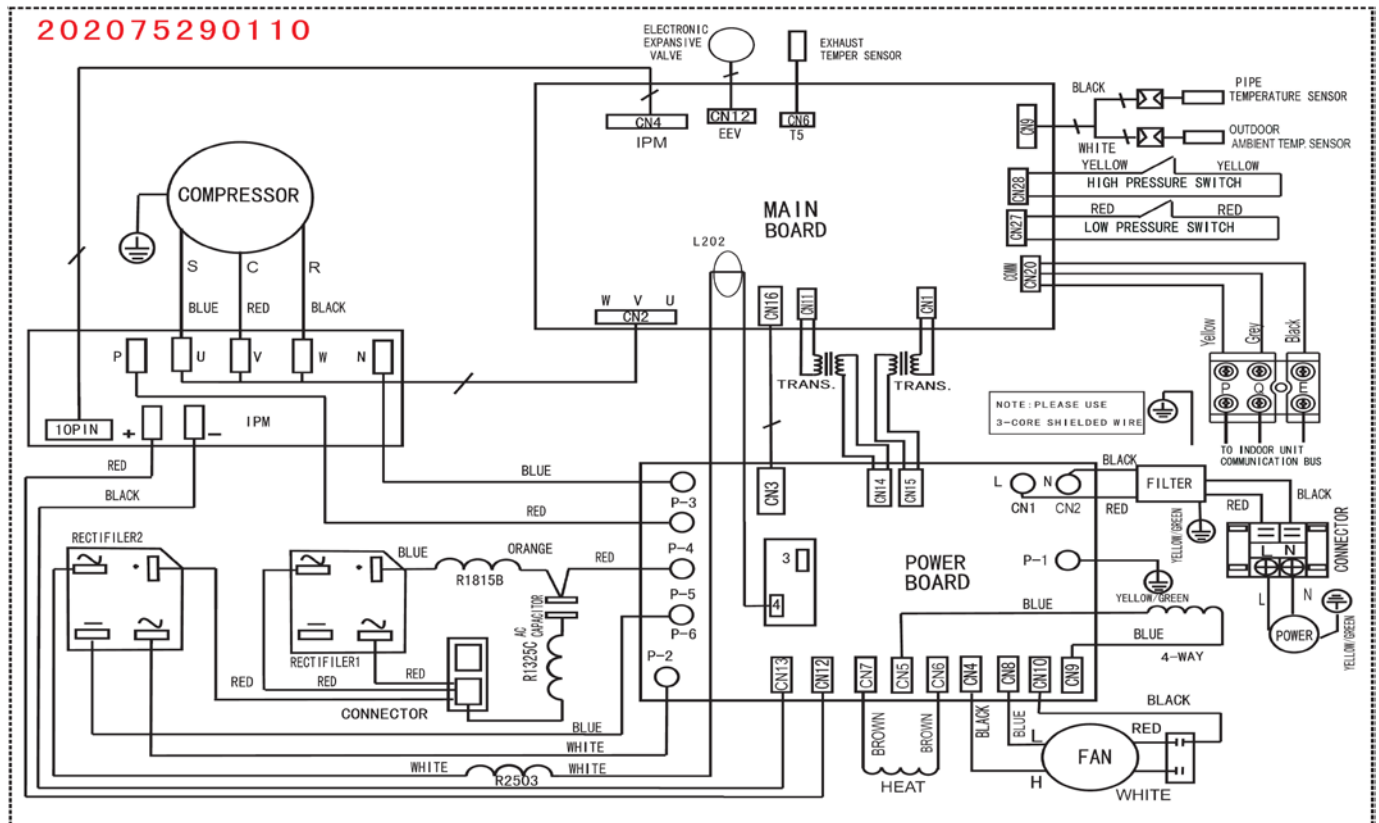 202075290110
ELECTRONIC
EXPANSIVE
VALVE
EXHAUST
TEMPER SENSOR
CN4
IPM
CN12
EEV
CN6
T5
CN9
BLACK
PIPE
TEMPERATURE SENSOR
WHITE
OUTDOOR
AMBIENT TEMP. SENSOR
CN28
YELLOW
YELLOW
HIGH PRESSURE SWITCH
CN27
RED
RED
LOW PRESSURE SWITCH
COMM
CN20
COMPRESSOR
S
C
R
BLUE
RED
BLACK
MAIN
BOARD
L202
W V U
CN2
CN16
CN11
CN1
TRANS.
TRANS.
Yellow
Grey
Black
P
Q
E
TO INDOOR UNIT
COMMUNICATION BUS
NOTE:PLEASE USE
3-CORE SHIELDED WIRE
P
U
V
W
N
10PIN
+
−
IPM
RED
BLACK
BLUE
RED
P-3
P-4
P-5
P-6
P-2
CN3
CN14
CN15
L
N
CN1
CN2
BLACK
RED
FILTER
YELLOW/GREEN
RED
BLACK
CONNECTOR
L N
L
N
POWER
YELLOW/GREEN
P-1
YELLOW/GREEN
POWER
BOARD
3
4
BLUE
BLUE
4-WAY
RECTIFILER2
RECTIFILER1
BLUE
R1815B
ORANGE
RED
AC
CAPACITOR
R1325C
RED
RED
RED
CONNECTOR
BLUE
WHITE
WHITE
R2503
WHITE
CN13
CN12
CN7
CN5
CN6
CN4
CN8
CN10
CN9
BROWN
BROWN
HEAT
BLACK
BLUE
L
H
FAN
RED
BLACK
WHITE